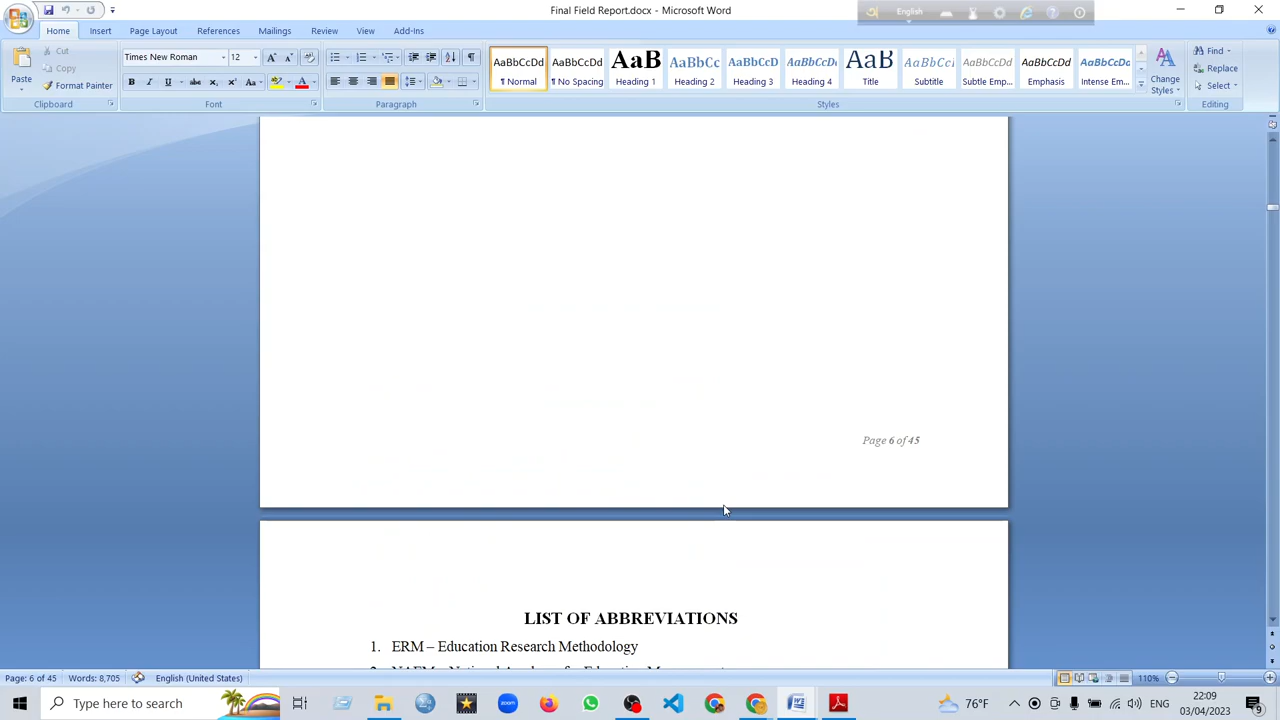 Final Field Report.docx - Microsoft Word
English
Home Insert Page Layout References Mailings Review View Add-Ins
Paste
Cut
Copy
Format Painter
Clipboard
Times New Roman 12
Font
Paragraph
AaBbCcDd AaBbCcDd AaB AaBbCc AaBbCcD AaBbCcDi AaB AaBbCcl AaBbCcDd AaBbCcDd AaBbCcDd
¶ Normal ¶ No Spacing Heading 1 Heading 2 Heading 3 Heading 4 Title Subtitle Subtle Emp... Emphasis Intense Em...
Change Styles
Styles
Find
Replace
Select
Editing
Page 6 of 45
LIST OF ABBREVIATIONS
1. ERM – Education Research Methodology
Page: 6 of 45 Words: 8,705 English (United States) 110%
Type here to search
zoom
76°F
ENG
22:09
03/04/2023
9